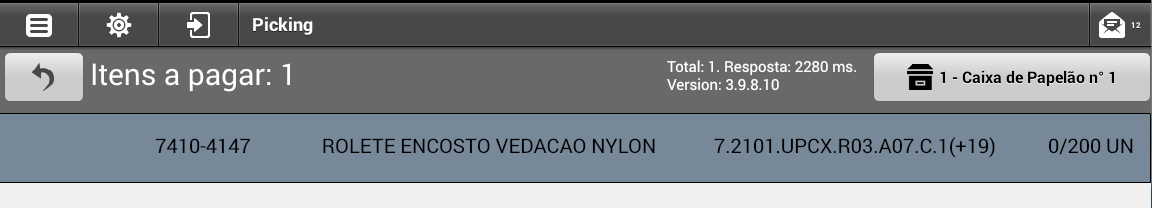 Picking
12
Itens a pagar: 1
Total: 1. Resposta: 2280 ms.
Version: 3.9.8.10
1 - Caixa de Papelão n° 1
7410-4147 ROLETE ENCOSTO VEDACAO NYLON 7.2101.UPCX.R03.A07.C.1(+19) 0/200 UN